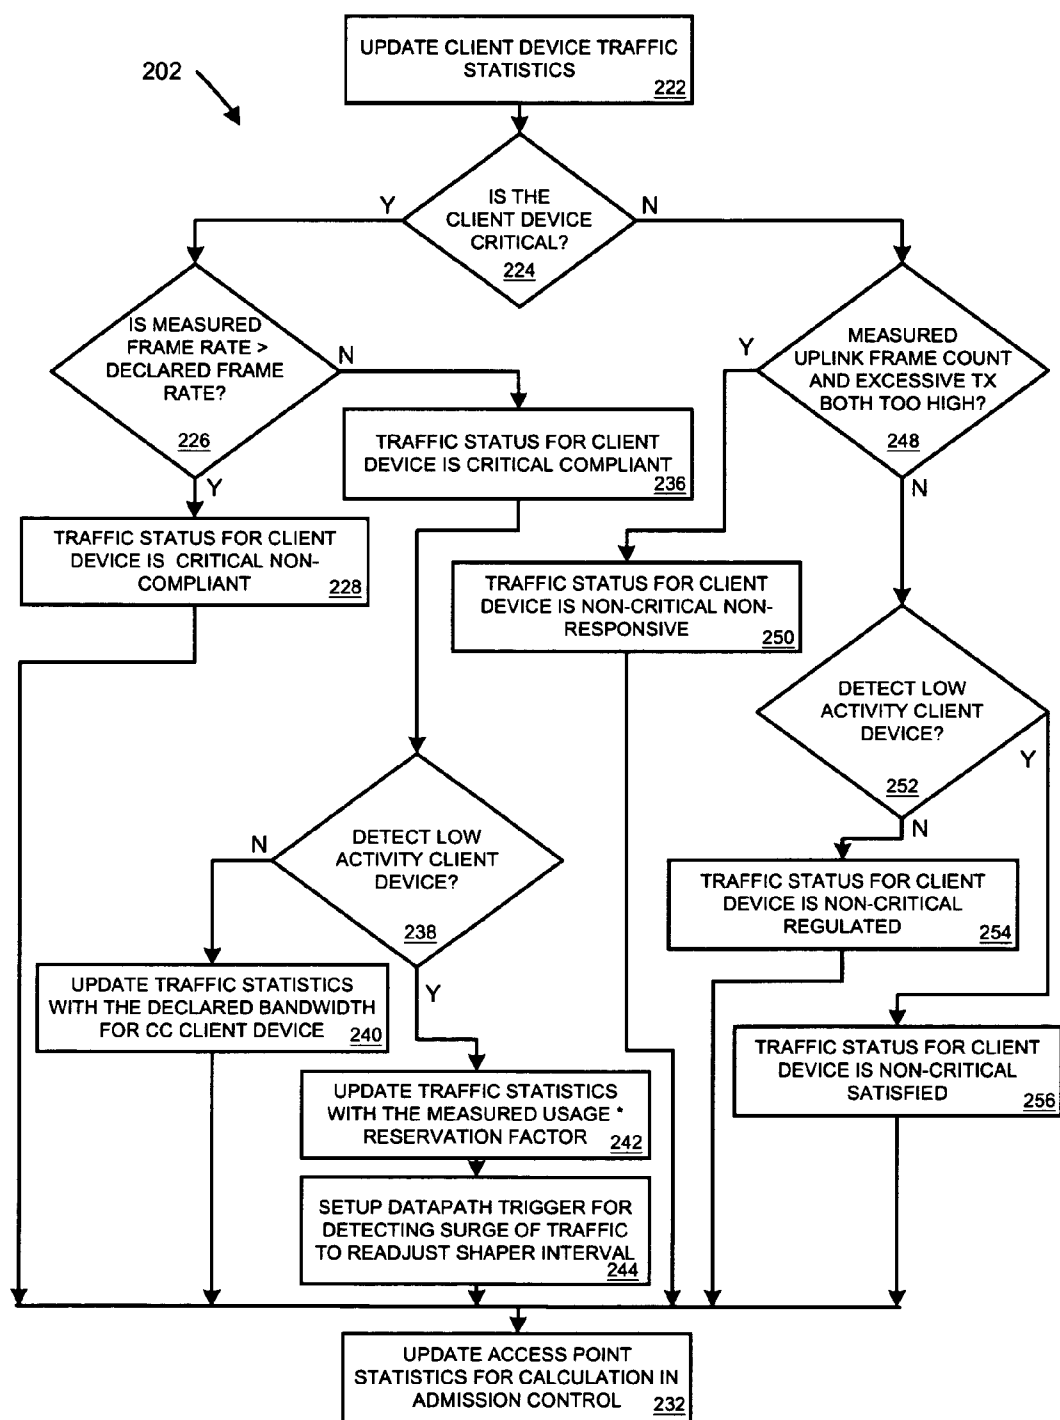 UPDATE CLIENT DEVICE TRAFFIC
STATISTICS
222
202
IS THE
CLIENT DEVICE
CRITICAL?
224
Y
N
IS MEASURED
FRAME RATE >
DECLARED FRAME
RATE?
226
N
Y
MEASURED
UPLINK FRAME COUNT
AND EXCESSIVE TX
BOTH TOO HIGH?
248
Y
N
TRAFFIC STATUS FOR CLIENT
DEVICE IS CRITICAL COMPLIANT
236
TRAFFIC STATUS FOR CLIENT
DEVICE IS CRITICAL NON-
COMPLIANT
228
TRAFFIC STATUS FOR CLIENT
DEVICE IS NON-CRITICAL NON-
RESPONSIVE
250
DETECT LOW
ACTIVITY CLIENT
DEVICE?
252
Y
N
DETECT LOW
ACTIVITY CLIENT
DEVICE?
238
N
Y
TRAFFIC STATUS FOR CLIENT
DEVICE IS NON-CRITICAL
REGULATED
254
UPDATE TRAFFIC STATISTICS
WITH THE DECLARED BANDWIDTH
FOR CC CLIENT DEVICE
240
TRAFFIC STATUS FOR CLIENT
DEVICE IS NON-CRITICAL
SATISFIED
256
UPDATE TRAFFIC STATISTICS
WITH THE MEASURED USAGE *
RESERVATION FACTOR
242
SETUP DATAPATH TRIGGER FOR
DETECTING SURGE OF TRAFFIC
TO READJUST SHAPER INTERVAL
244
UPDATE ACCESS POINT
STATISTICS FOR CALCULATION IN
ADMISSION CONTROL
232